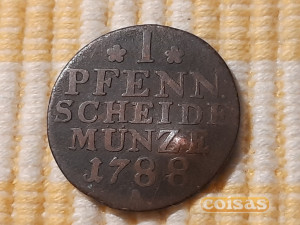 * 1 *
PFENN
SCHEIDE
MUNZE
1788
A
coisas